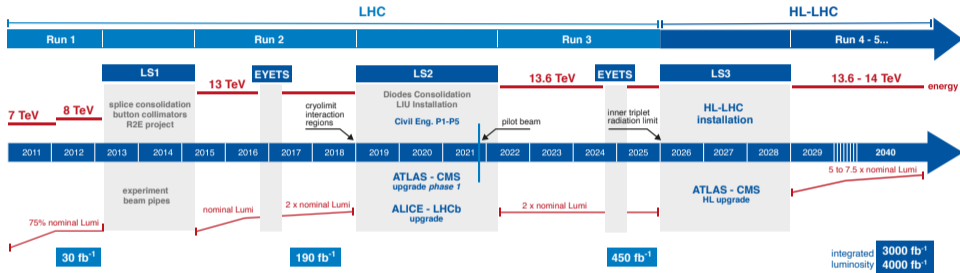 LHC
HL-LHC
Run 1
Run 2
Run 3
Run 4 - 5...
LS1
EYETS
LS2
EYETS
LS3
7 TeV
8 TeV
13 TeV
13.6 TeV
13.6 - 14 TeV
energy
splice consolidation
button collimators
R2E project
cryolimit
interaction
regions
Diodes Consolidation
LIU Installation
Civil Eng. P1-P5
pilot beam
inner triplet
radiation limit
HL-LHC
installation
2011
2012
2013
2014
2015
2016
2017
2018
2019
2020
2021
2022
2023
2024
2025
2026
2027
2028
2029
2040
experiment
beam pipes
ATLAS - CMS
upgrade phase 1
ALICE - LHCb
upgrade
ATLAS - CMS
HL upgrade
75% nominal Lumi
nominal Lumi
2 x nominal Lumi
2 x nominal Lumi
5 to 7.5 x nominal Lumi
30 fb-1
190 fb-1
450 fb-1
integrated
luminosity
3000 fb-1
4000 fb-1